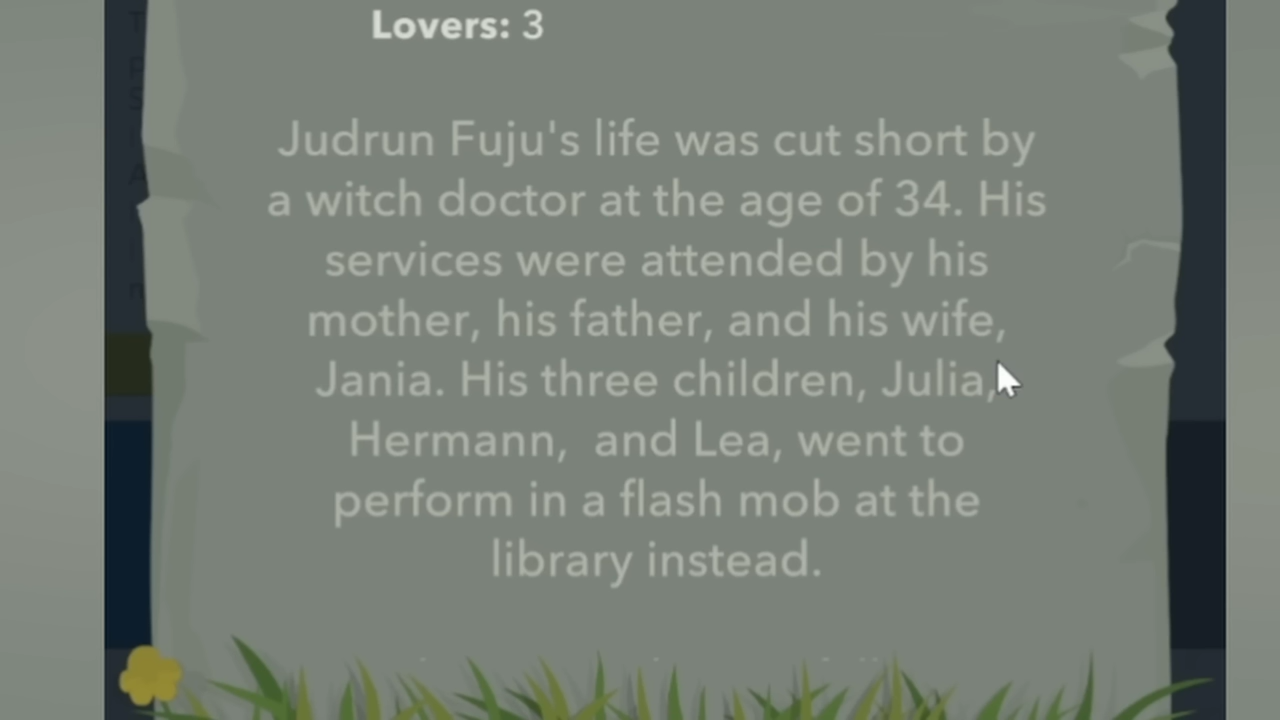 Lovers: 3
Judrun Fuju's life was cut short by
a witch doctor at the age of 34. His
services were attended by his
mother, his father, and his wife,
Jania. His three children, Julia,
Hermann,  and Lea, went to
perform in a flash mob at the
library instead.